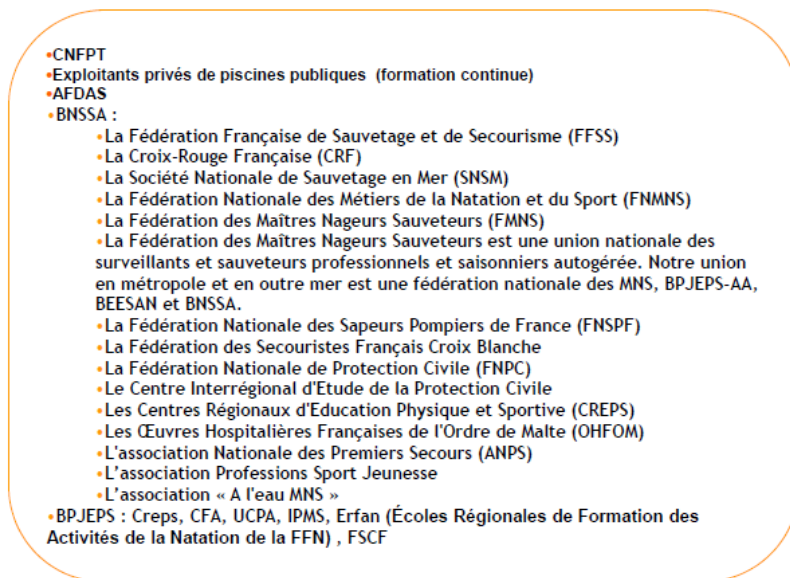 •CNFPT
•Exploitants privés de piscines publiques (formation continue)
•AFDAS
•BNSSA :
•La Fédération Française de Sauvetage et de Secourisme (FFSS)
•La Croix-Rouge Française (CRF)
•La Société Nationale de Sauvetage en Mer (SNSM)
•La Fédération Nationale des Métiers de la Natation et du Sport (FNMNS)
•La Fédération des Maîtres Nageurs Sauveteurs (FMNS)
•La Fédération des Maîtres Nageurs Sauveteurs est une union nationale des
surveillants et sauveteurs professionnels et saisonniers autogérée. Notre union
en métropole et en outre mer est une fédération nationale des MNS, BPJEPS-AA,
BEESAN et BNSSA.
•La Fédération Nationale des Sapeurs Pompiers de France (FNSPF)
•La Fédération des Secouristes Français Croix Blanche
•La Fédération Nationale de Protection Civile (FNPC)
•Le Centre Interrégional d'Etude de la Protection Civile
•Les Centres Régionaux d'Education Physique et Sportive (CREPS)
•Les Œuvres Hospitalières Françaises de l'Ordre de Malte (OHFOM)
•L'association Nationale des Premiers Secours (ANPS)
•L’association Professions Sport Jeunesse
•L’association « A l'eau MNS »
•BPJEPS : Creps, CFA, UCPA, IPMS, Erfan (Écoles Régionales de Formation des
Activités de la Natation de la FFN) , FSCF